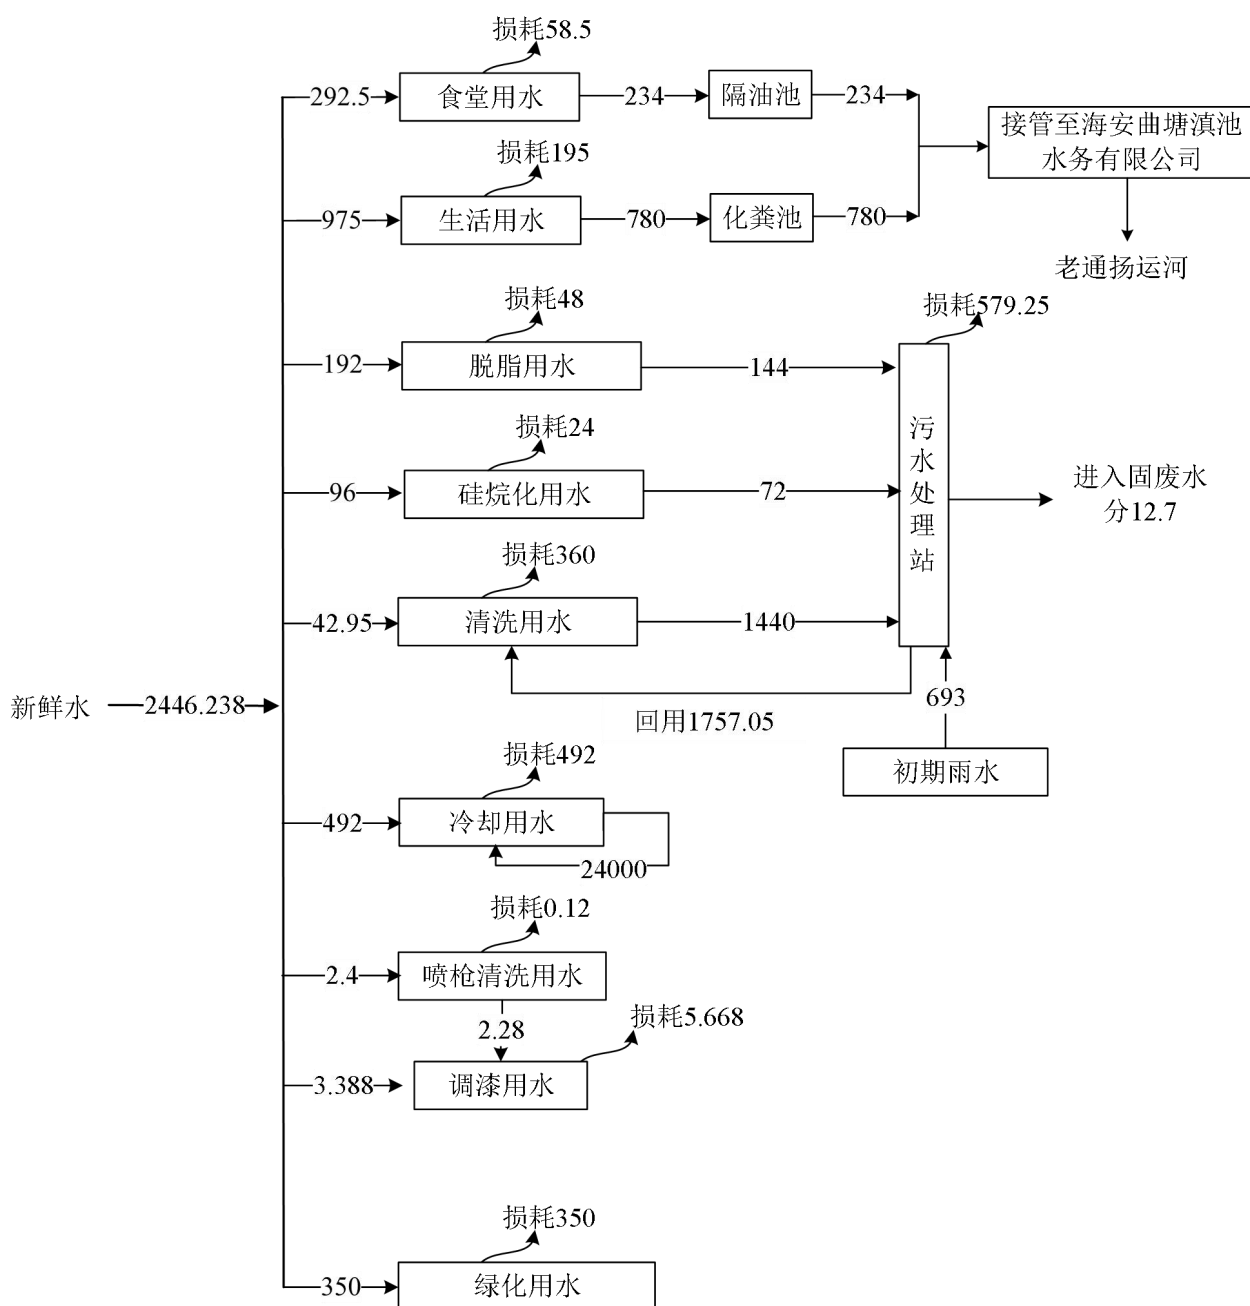 损耗58.5
292.5
食堂用水
234
隔油池
234
接管至海安曲塘滇池
水务有限公司
损耗195
975
生活用水
780
化粪池
780
老通扬运河
损耗48
192
脱脂用水
144
损耗579.25
损耗24
96
硅烷化用水
72
污水处理站
进入固废水
分12.7
损耗360
42.95
清洗用水
1440
新鲜水
2446.238
回用1757.05
693
初期雨水
损耗492
492
冷却用水
24000
损耗0.12
2.4
喷枪清洗用水
2.28
损耗5.668
3.388
调漆用水
损耗350
350
绿化用水